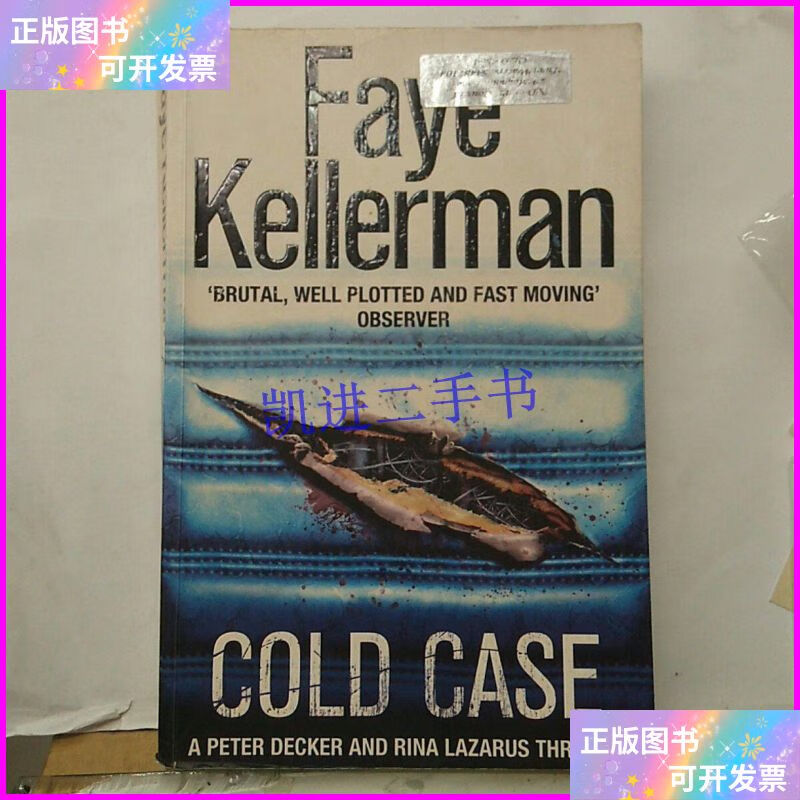 正版图书
可开发票
Faye
Kellerman
'BRUTAL, WELL PLOTTED AND FAST MOVING'
OBSERVER
凯进二手书
COLD CASE
A PETER DECKER AND RINA LAZARUS
正版图书
可开发票